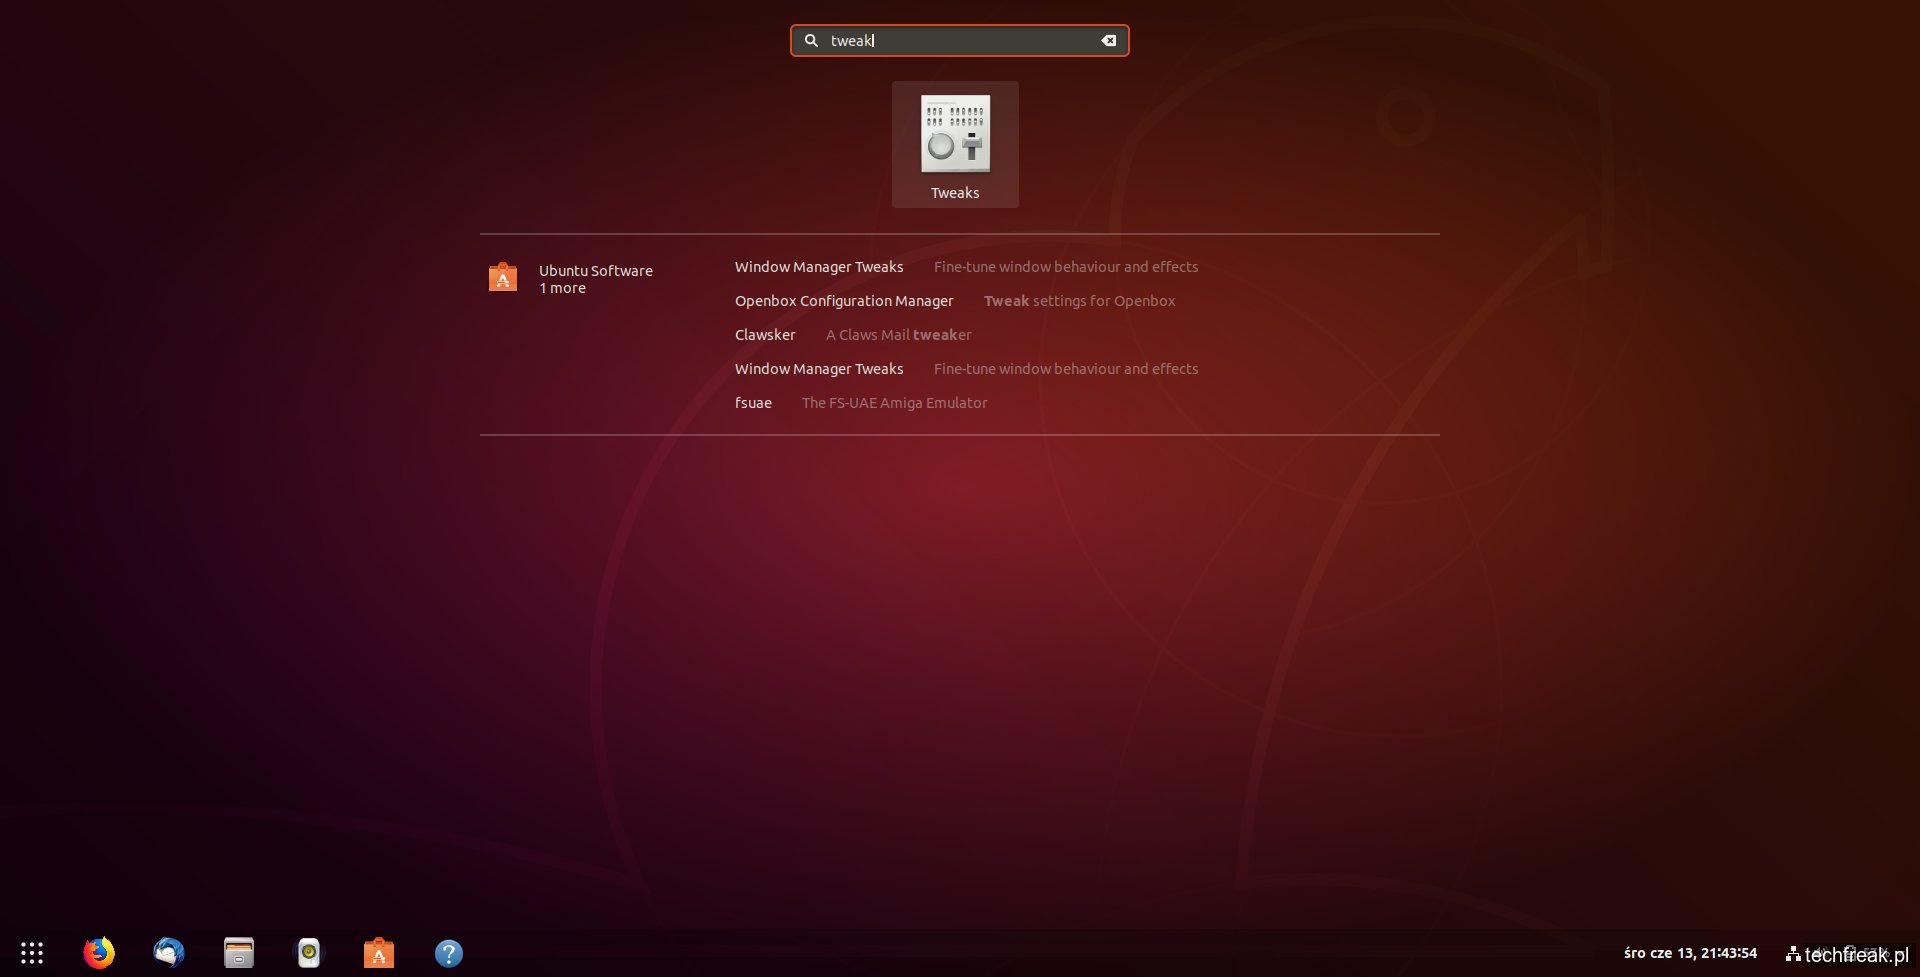 tweak
Tweaks
Ubuntu Software
1 more
Window Manager Tweaks Fine-tune window behaviour and effects
Openbox Configuration Manager Tweak settings for Openbox
Clawsker A Claws Mail tweaker
Window Manager Tweaks Fine-tune window behaviour and effects
fsuae The FS-UAE Amiga Emulator
śro cze 13, 21:43:54
techfreak.pl